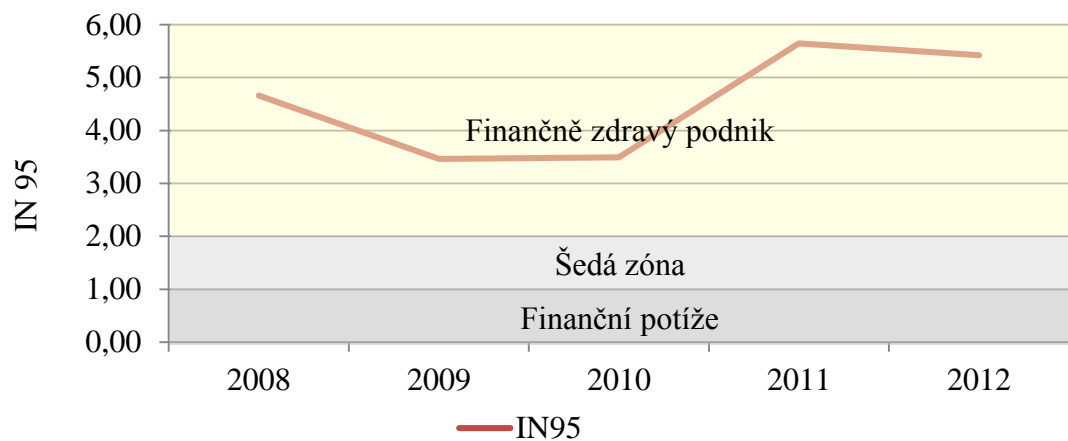 6,00
5,00
4,00
3,00
2,00
1,00
0,00
IN 95
Finančně zdravý podnik
Šedá zóna
Finanční potíže
2008 2009 2010 2011 2012
IN95